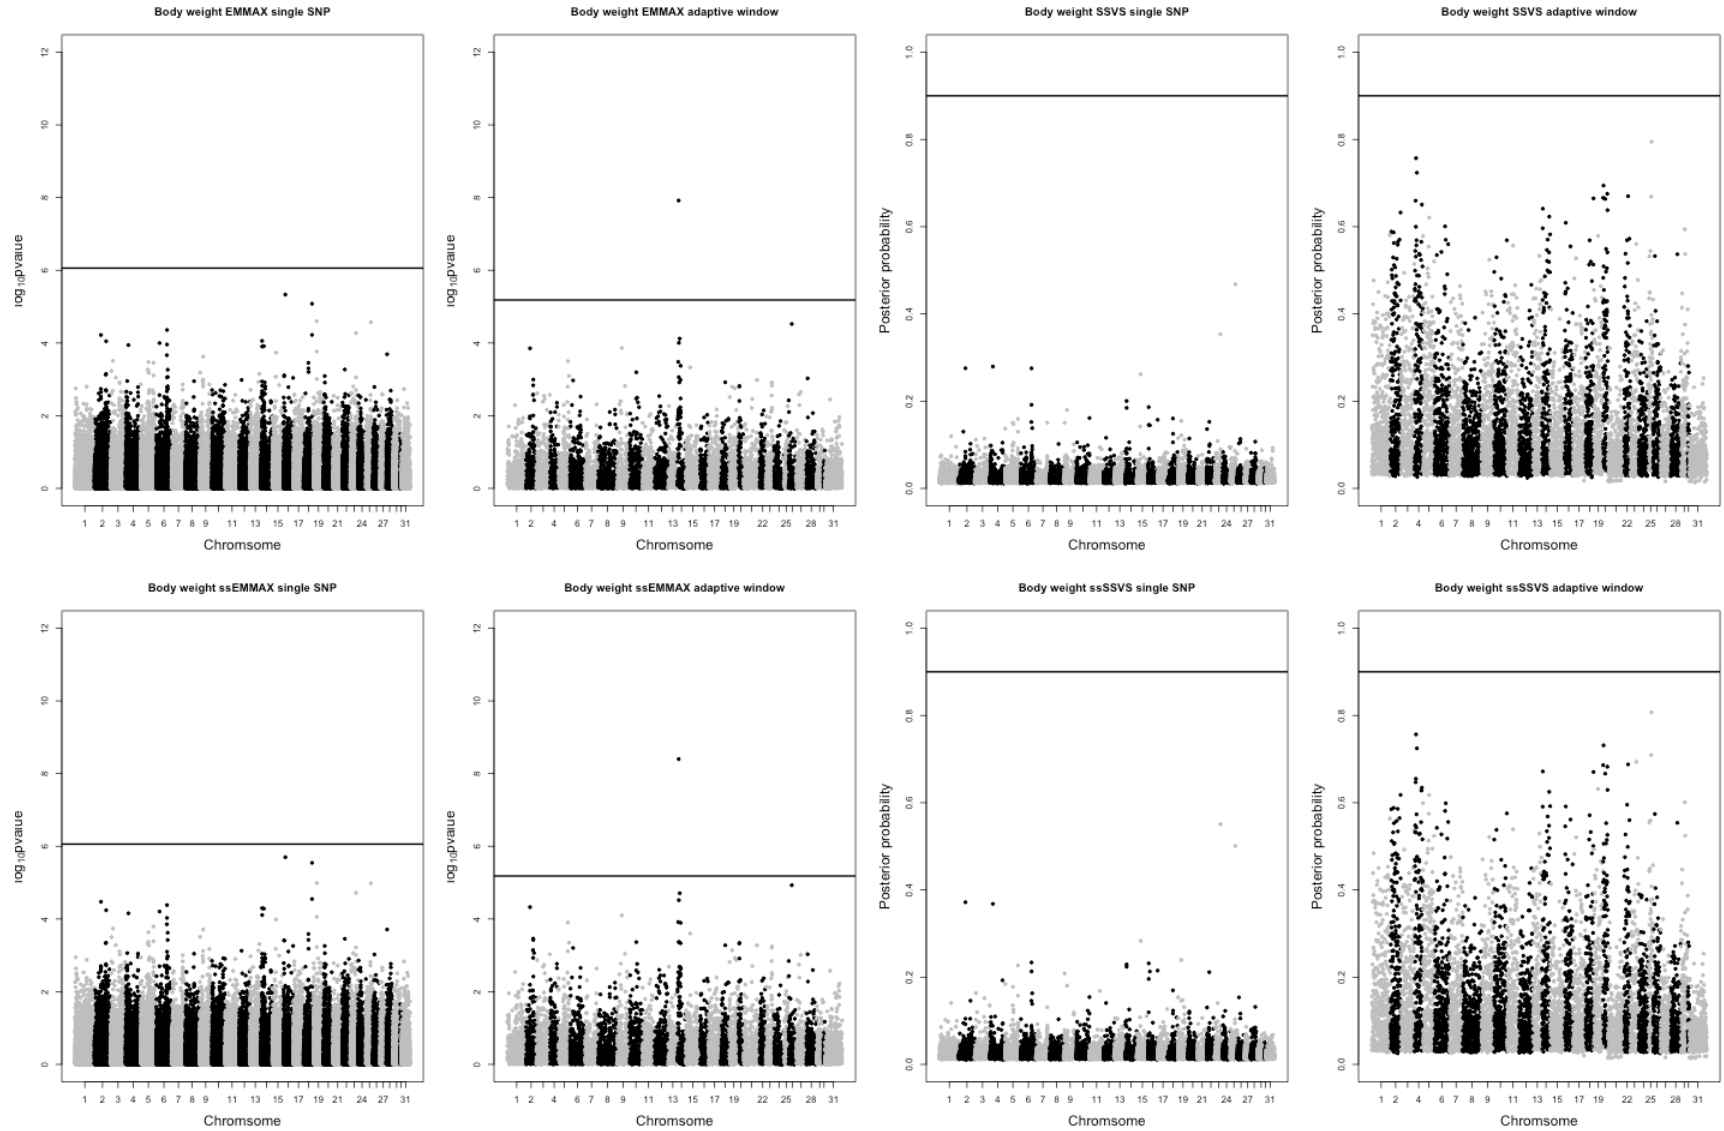 Body weight EMMAX single SNP
log10pvalue
12
10
8
6
4
2
0
1 2 3 4 5 6 7 8 9 11 13 15 17 19 21 24 27 31
Chromsome
Body weight EMMAX adaptive window
log10pvalue
12
10
8
6
4
2
0
1 2 4 6 7 8 9 11 13 15 17 19 22 25 28 31
Chromsome
Body weight SSVS single SNP
Posterior probability
1.0
0.8
0.6
0.4
0.2
0.0
1 2 3 4 5 6 7 8 9 11 13 15 17 19 21 24 27 31
Chromsome
Body weight SSVS adaptive window
Posterior probability
1.0
0.8
0.6
0.4
0.2
0.0
1 2 4 6 8 9 11 13 15 17 19 22 25 28 31
Chromsome
Body weight ssEMMAX single SNP
log10pvalue
12
10
8
6
4
2
0
1 2 3 4 5 6 7 8 9 11 13 15 17 19 21 24 27 31
Chromsome
Body weight ssEMMAX adaptive window
log10pvalue
12
10
8
6
4
2
0
1 2 4 6 7 8 9 11 13 15 17 19 22 25 28 31
Chromsome
Body weight ssSSVS single SNP
Posterior probability
1.0
0.8
0.6
0.4
0.2
0.0
1 2 3 4 5 6 7 8 9 11 13 15 17 19 21 24 27 31
Chromsome
Body weight ssSSVS adaptive window
Posterior probability
1.0
0.8
0.6
0.4
0.2
0.0
1 2 4 6 8 9 11 13 15 17 19 22 25 28 31
Chromsome